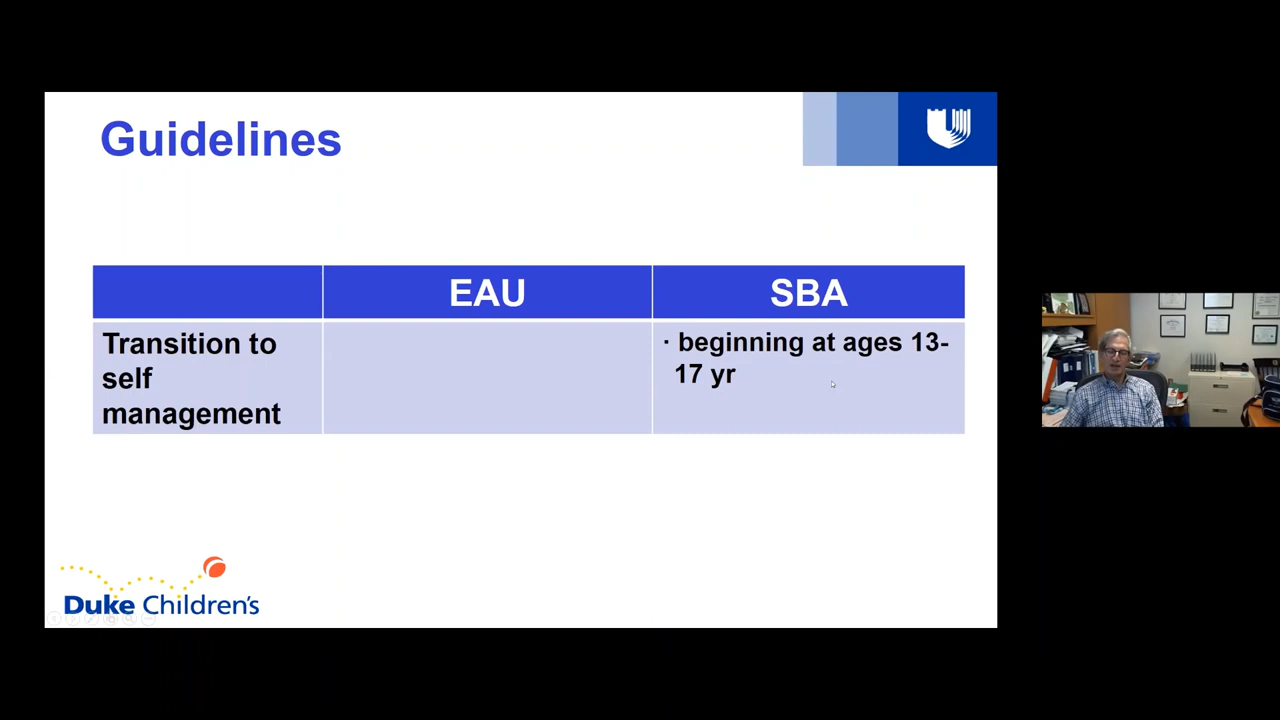 Guidelines
EAU
SBA
Transition to
self
management
· beginning at ages 13-
17 yr
Duke Children's